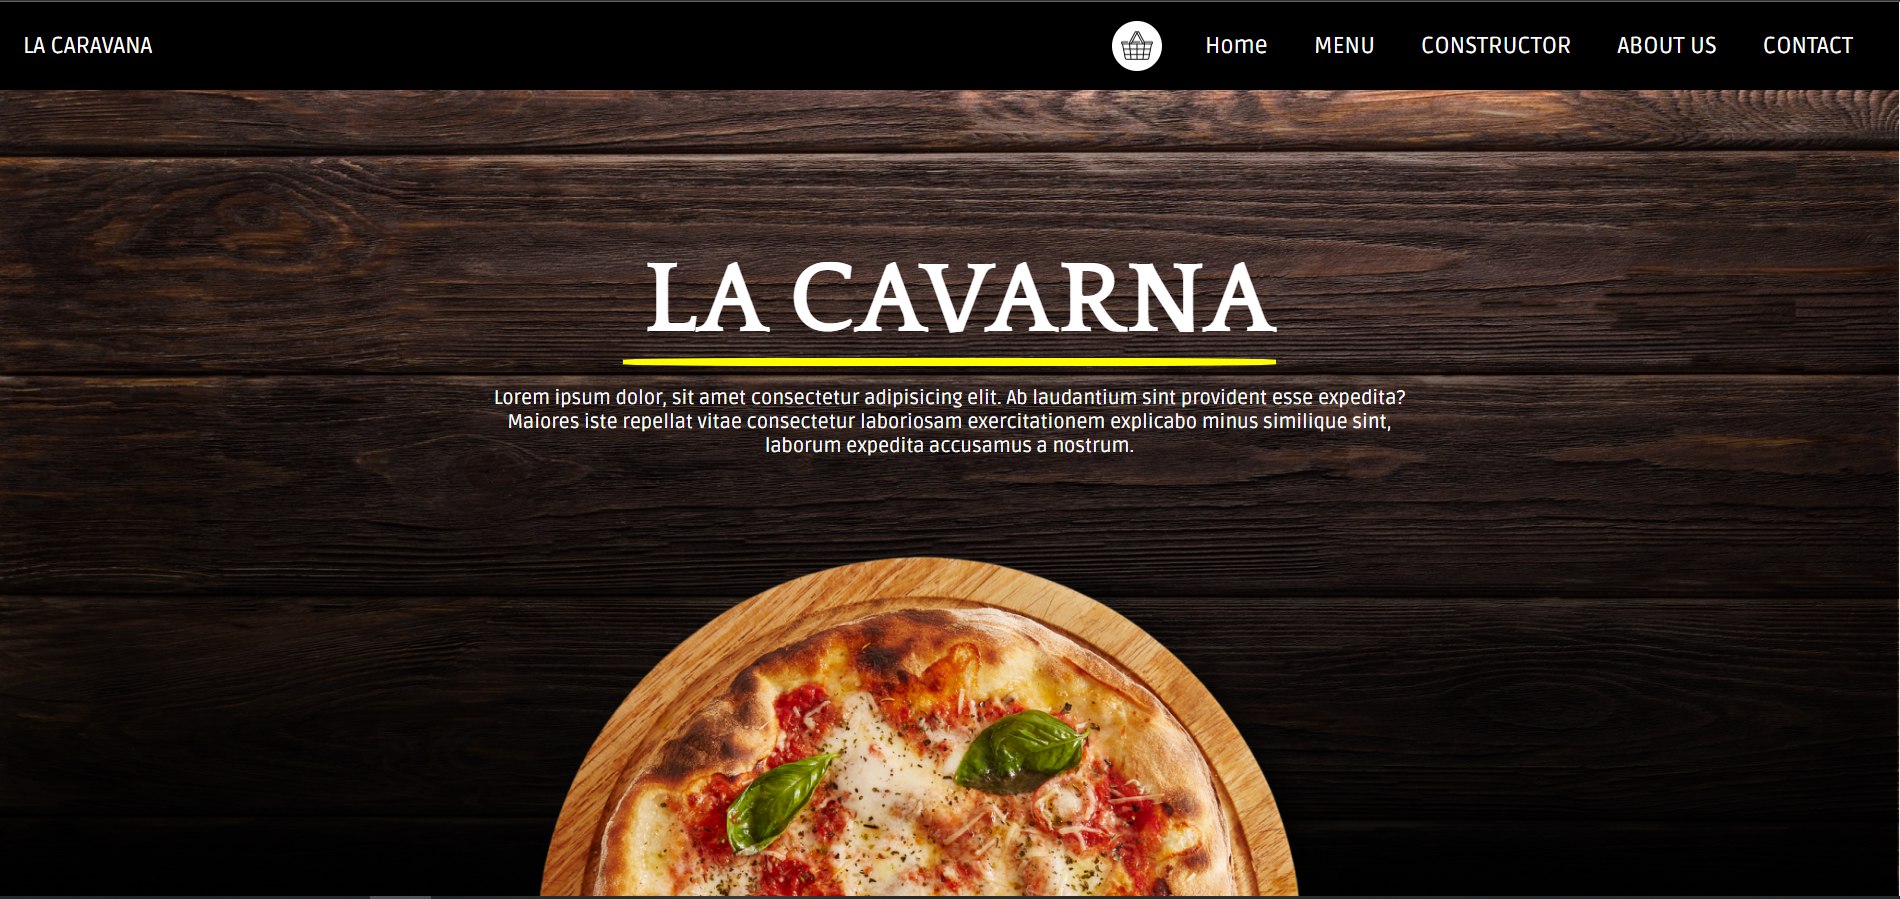 LA CARAVANA
Home MENU CONSTRUCTOR ABOUT US CONTACT
LA CAVARNA
Lorem ipsum dolor, sit amet consectetur adipisicing elit. Ab laudantium sint provident esse expedita?
Maiores iste repellat vitae consectetur laboriosam exercitationem explicabo minus similique sint,
laborum expedita accusamus a nostrum.